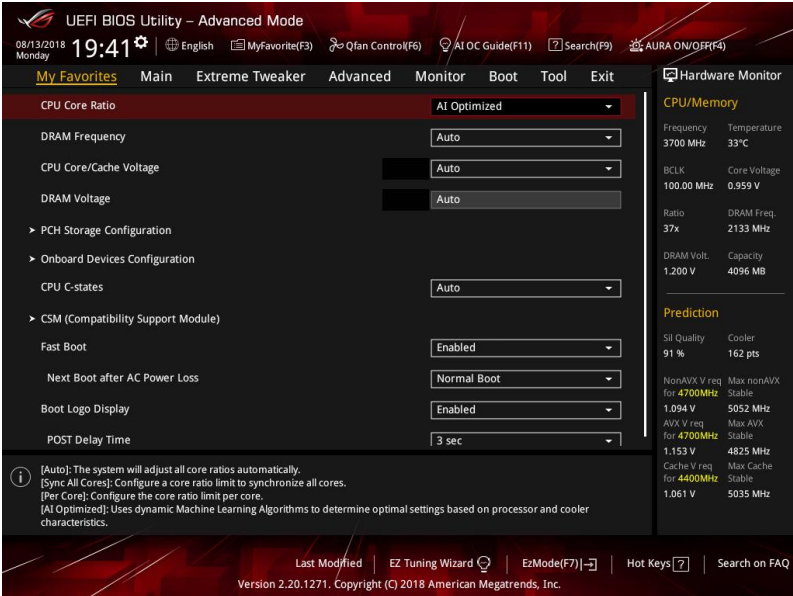 UEFI BIOS Utility – Advanced Mode
08/13/2018
Monday
19:41
English
MyFavorite(F3)
Qfan Control(F6)
AI OC Guide(F11)
Search(F9)
AURA ON/OFF(F4)
My Favorites Main Extreme Tweaker Advanced Monitor Boot Tool Exit
CPU Core Ratio AI Optimized
DRAM Frequency Auto
CPU Core/Cache Voltage Auto
DRAM Voltage Auto
PCH Storage Configuration
Onboard Devices Configuration
CPU C-states Auto
CSM (Compatibility Support Module)
Fast Boot Enabled
Next Boot after AC Power Loss Normal Boot
Boot Logo Display Enabled
POST Delay Time 3 sec
[Auto]: The system will adjust all core ratios automatically.
[Sync All Cores]: Configure a core ratio limit to synchronize all cores.
[Per Core]: Configure the core ratio limit per core.
[AI Optimized]: Uses dynamic Machine Learning Algorithms to determine optimal settings based on processor and cooler
characteristics.
Hardware Monitor
CPU/Memory
Frequency Temperature
3700 MHz 33°C
BCLK Core Voltage
100.00 MHz 0.959 V
Ratio DRAM Freq.
37x 2133 MHz
DRAM Volt. Capacity
1.200 V 4096 MB
Prediction
Sil Quality Cooler
91 % 162 pts
NonAVX V req Max nonAVX
for 4700MHz Stable
1.094 V 5052 MHz
AVX V req Max AVX
for 4700MHz Stable
1.153 V 4825 MHz
Cache V req Max Cache
for 4400MHz Stable
1.061 V 5035 MHz
Last Modified EZ Tuning Wizard EzMode(F7) Hot Keys ? Search on FAQ
Version 2.20.1271. Copyright (C) 2018 American Megatrends, Inc.